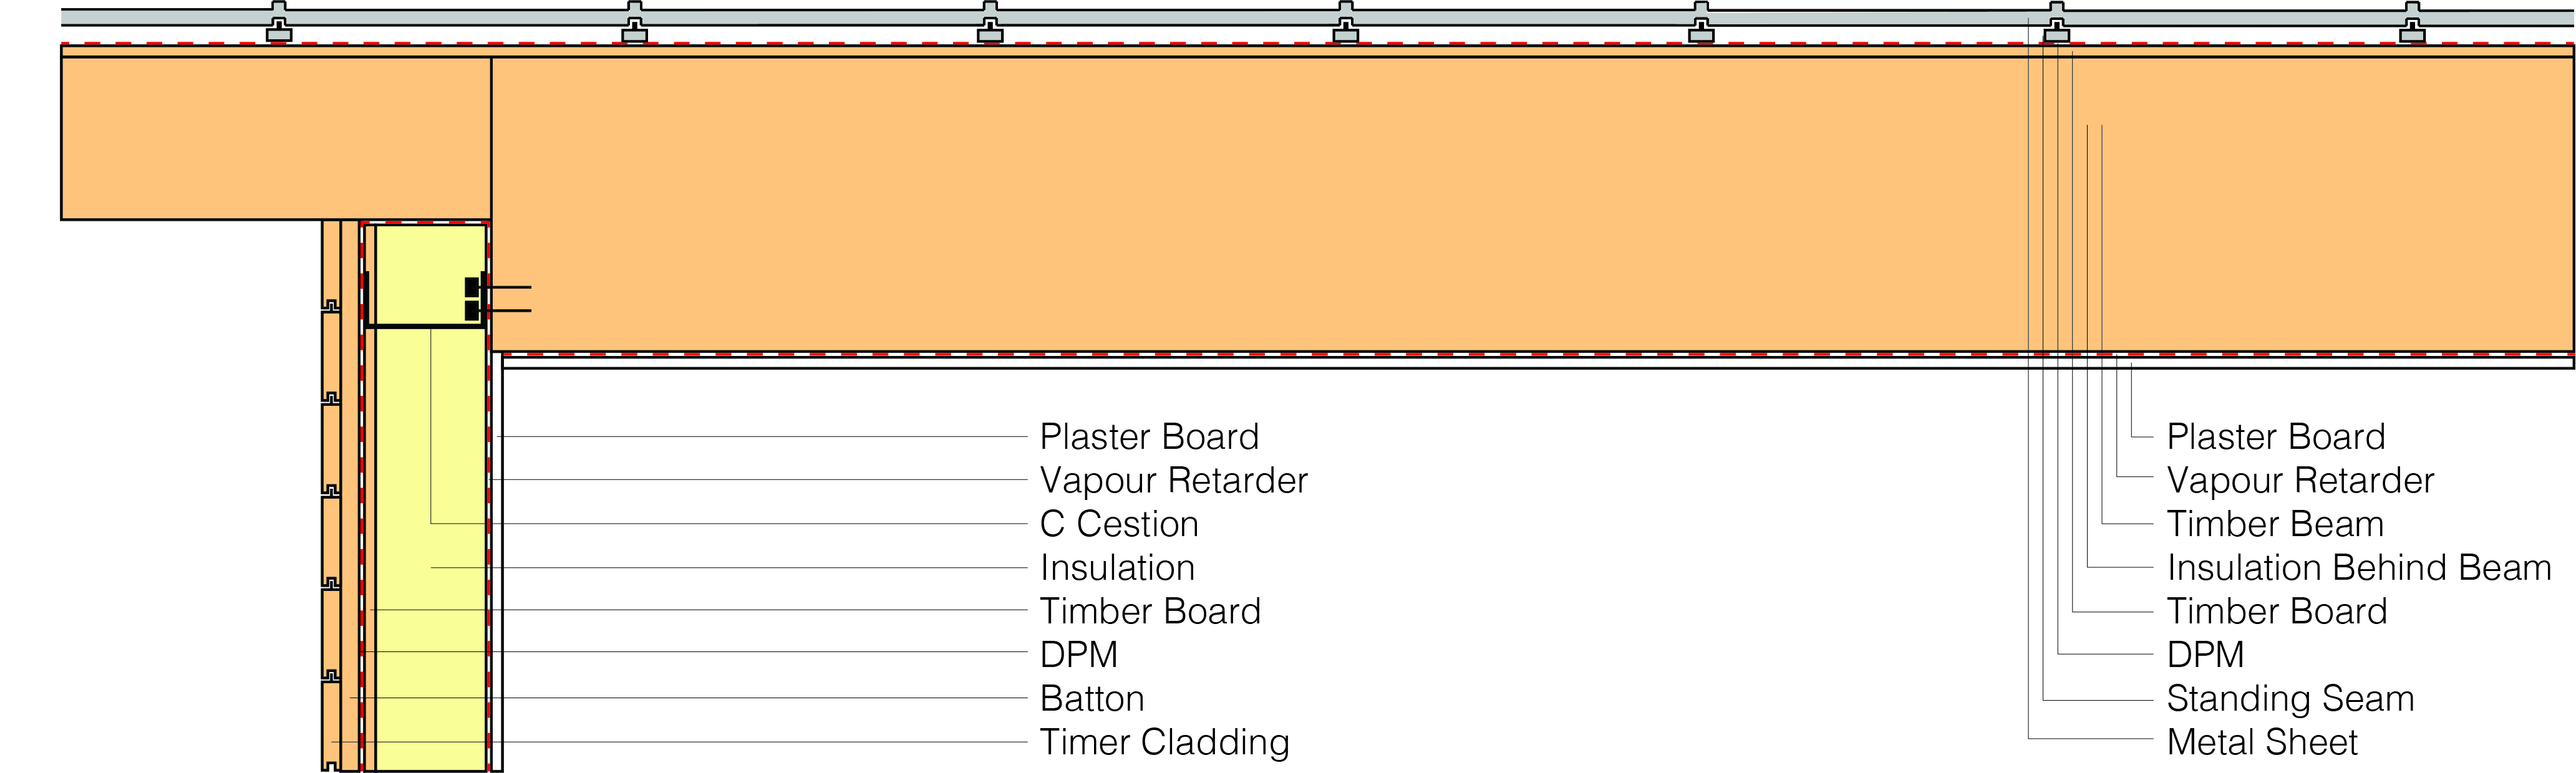 Plaster Board
Vapour Retarder
C Cestion
Insulation
Timber Board
DPM
Batton
Timer Cladding
Plaster Board
Vapour Retarder
Timber Beam
Insulation Behind Beam
Timber Board
DPM
Standing Seam
Metal Sheet